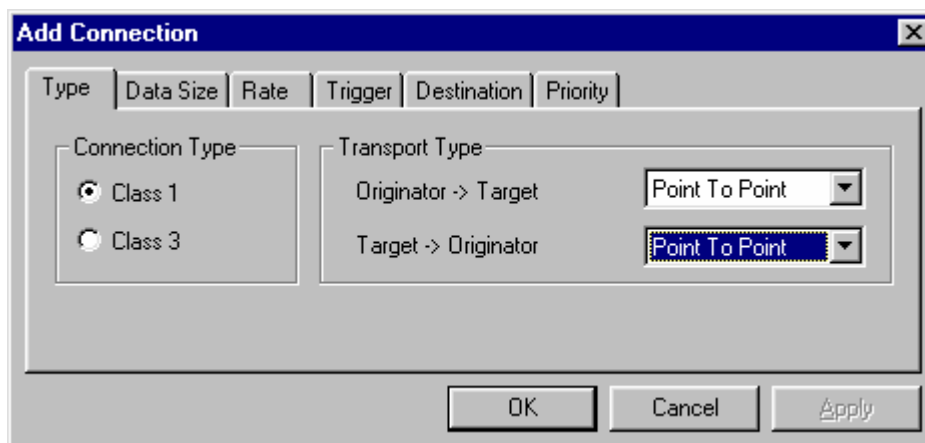 Add Connection
Type Data Size Rate Trigger Destination Priority
Connection Type
Class 1
Class 3
Transport Type
Originator -> Target Point To Point
Target -> Originator Point To Point
OK Cancel Apply